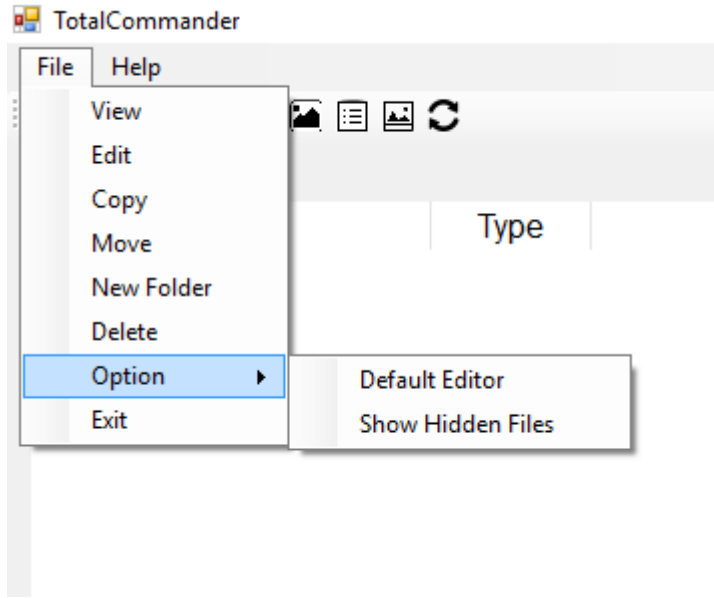 TotalCommander
File Help
View
Edit
Copy
Move
New Folder
Delete
Option
Exit
Default Editor
Show Hidden Files
Type